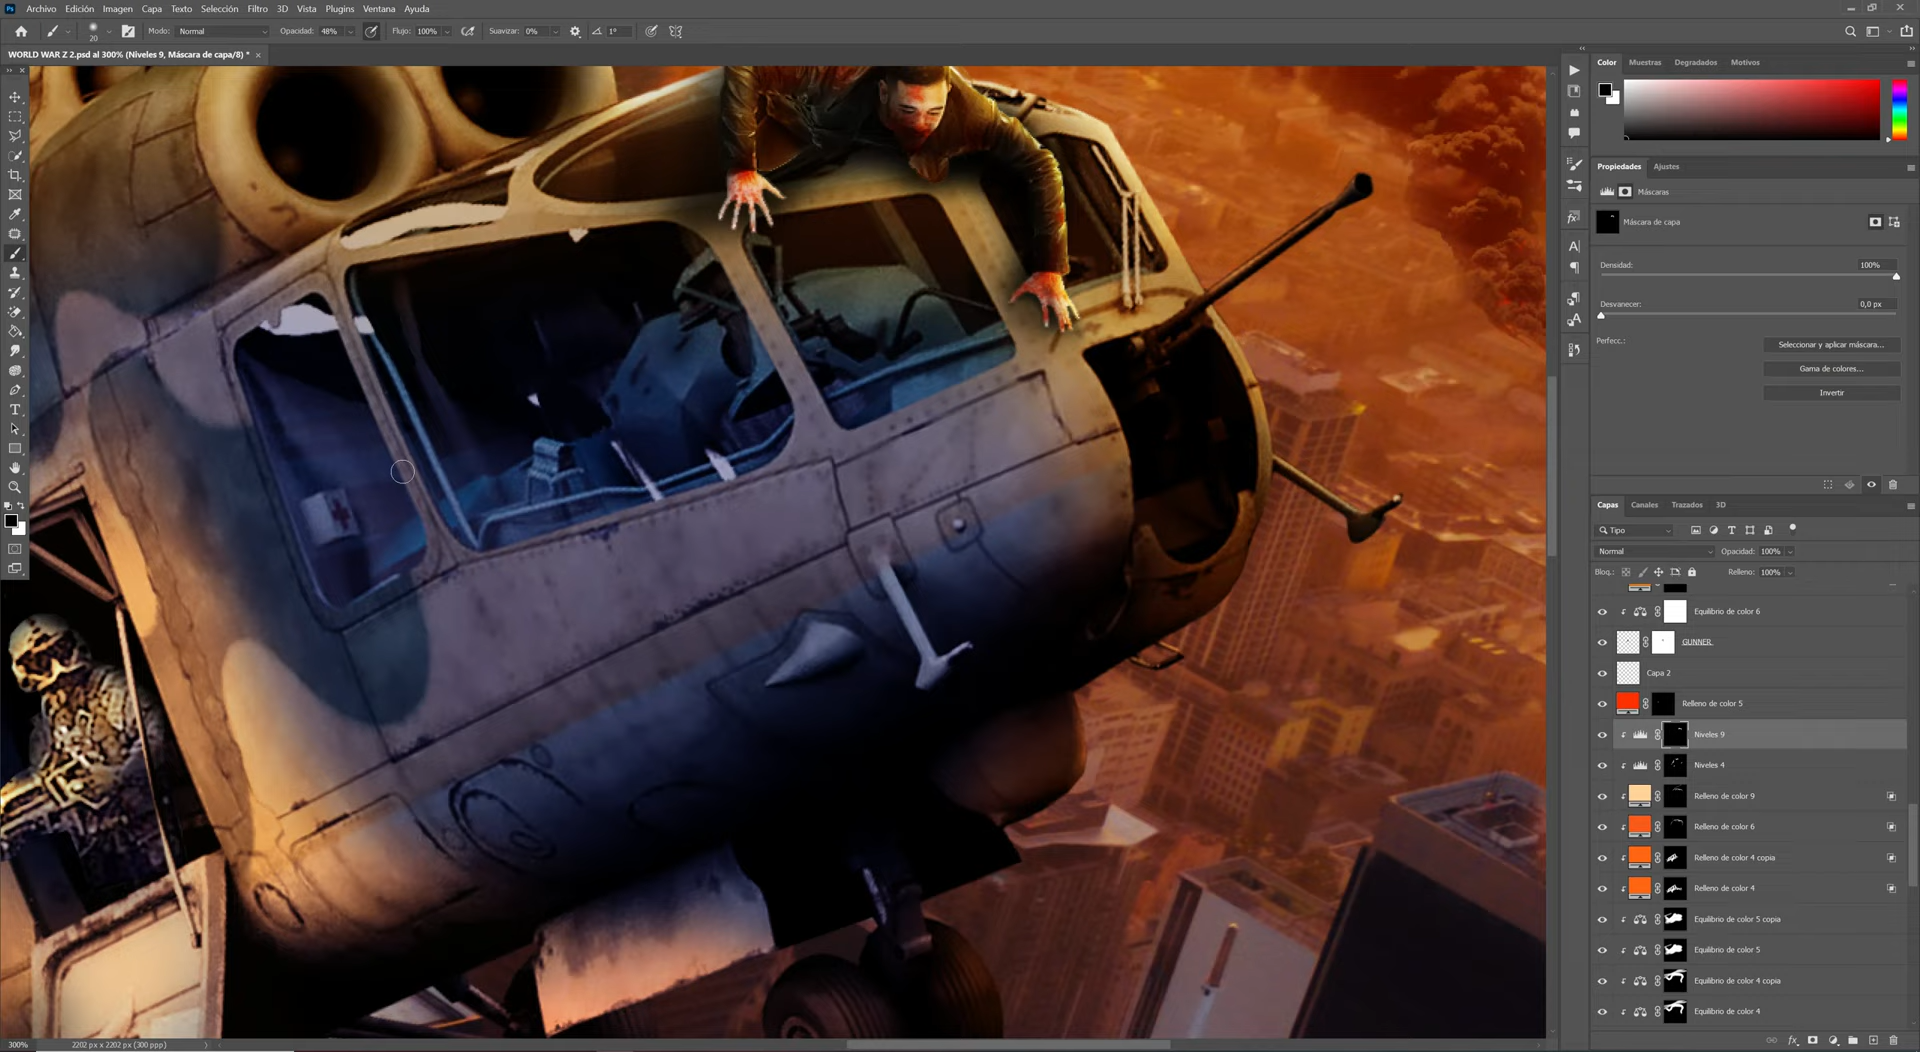 Archivo Edición Imagen Capa Texto Selección Filtro 3D Vista Plugins Ventana Ayuda
20 Modo: Normal Opacidad: 48% Flujo: 100% Suavizar: 0% 1°
WORLD WAR Z 2.psd al 300% (Niveles 9, Máscara de capa/8) *
Color Muestras Degradados Motivos
Propiedades Ajustes
Máscaras
Máscara de capa
Densidad: 100%
Desvanecer: 0,0 px
Perfecc.: Seleccionar y aplicar máscara...
Gama de colores...
Invertir
Capas Canales Trazados 3D
Tipo
Normal Opacidad: 100%
Bloq.: Relleno: 100%
Equilibrio de color 6
GUNNER
Capa 2
Relleno de color 5
Niveles 9
Niveles 4
Relleno de color 9
Relleno de color 6
Relleno de color 4 copia
Relleno de color 4
Equilibrio de color 5 copia
Equilibrio de color 5
Equilibrio de color 4 copia
Equilibrio de color 4
300% 2202 px x 2202 px (300 ppp)